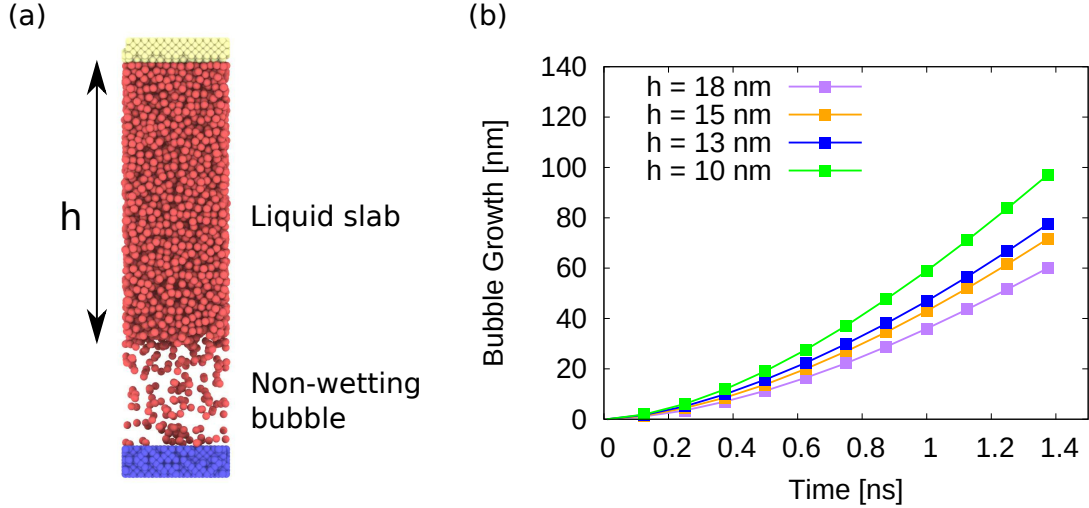 (a)
h
Liquid slab
Non-wetting
bubble
(b)
Bubble Growth [nm]
140
120
100
80
60
40
20
0
h = 18 nm
h = 15 nm
h = 13 nm
h = 10 nm
0 0.2 0.4 0.6 0.8 1 1.2 1.4
Time [ns]